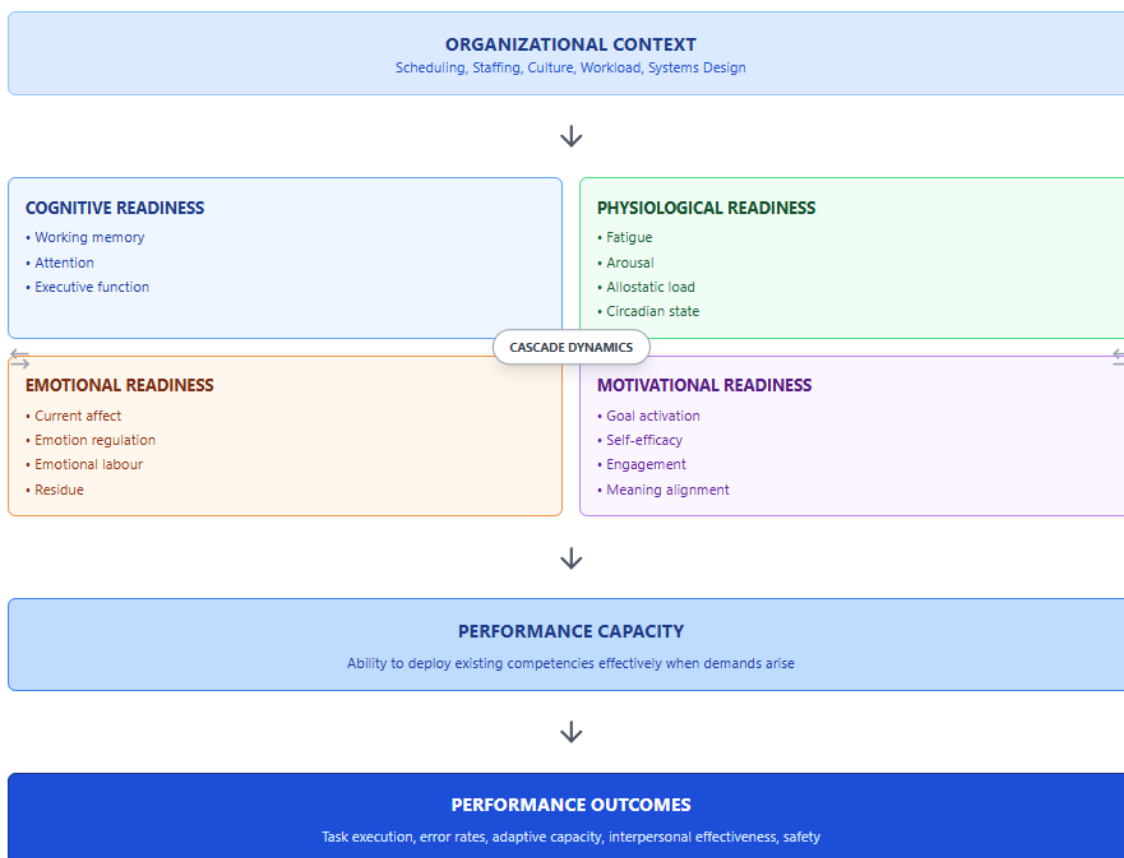 ORGANIZATIONAL CONTEXT
Scheduling, Staffing, Culture, Workload, Systems Design
COGNITIVE READINESS
• Working memory
• Attention
• Executive function
PHYSIOLOGICAL READINESS
• Fatigue
• Arousal
• Allostatic load
• Circadian state
CASCADE DYNAMICS
EMOTIONAL READINESS
• Current affect
• Emotion regulation
• Emotional labour
• Residue
MOTIVATIONAL READINESS
• Goal activation
• Self-efficacy
• Engagement
• Meaning alignment
PERFORMANCE CAPACITY
Ability to deploy existing competencies effectively when demands arise
PERFORMANCE OUTCOMES
Task execution, error rates, adaptive capacity, interpersonal effectiveness, safety